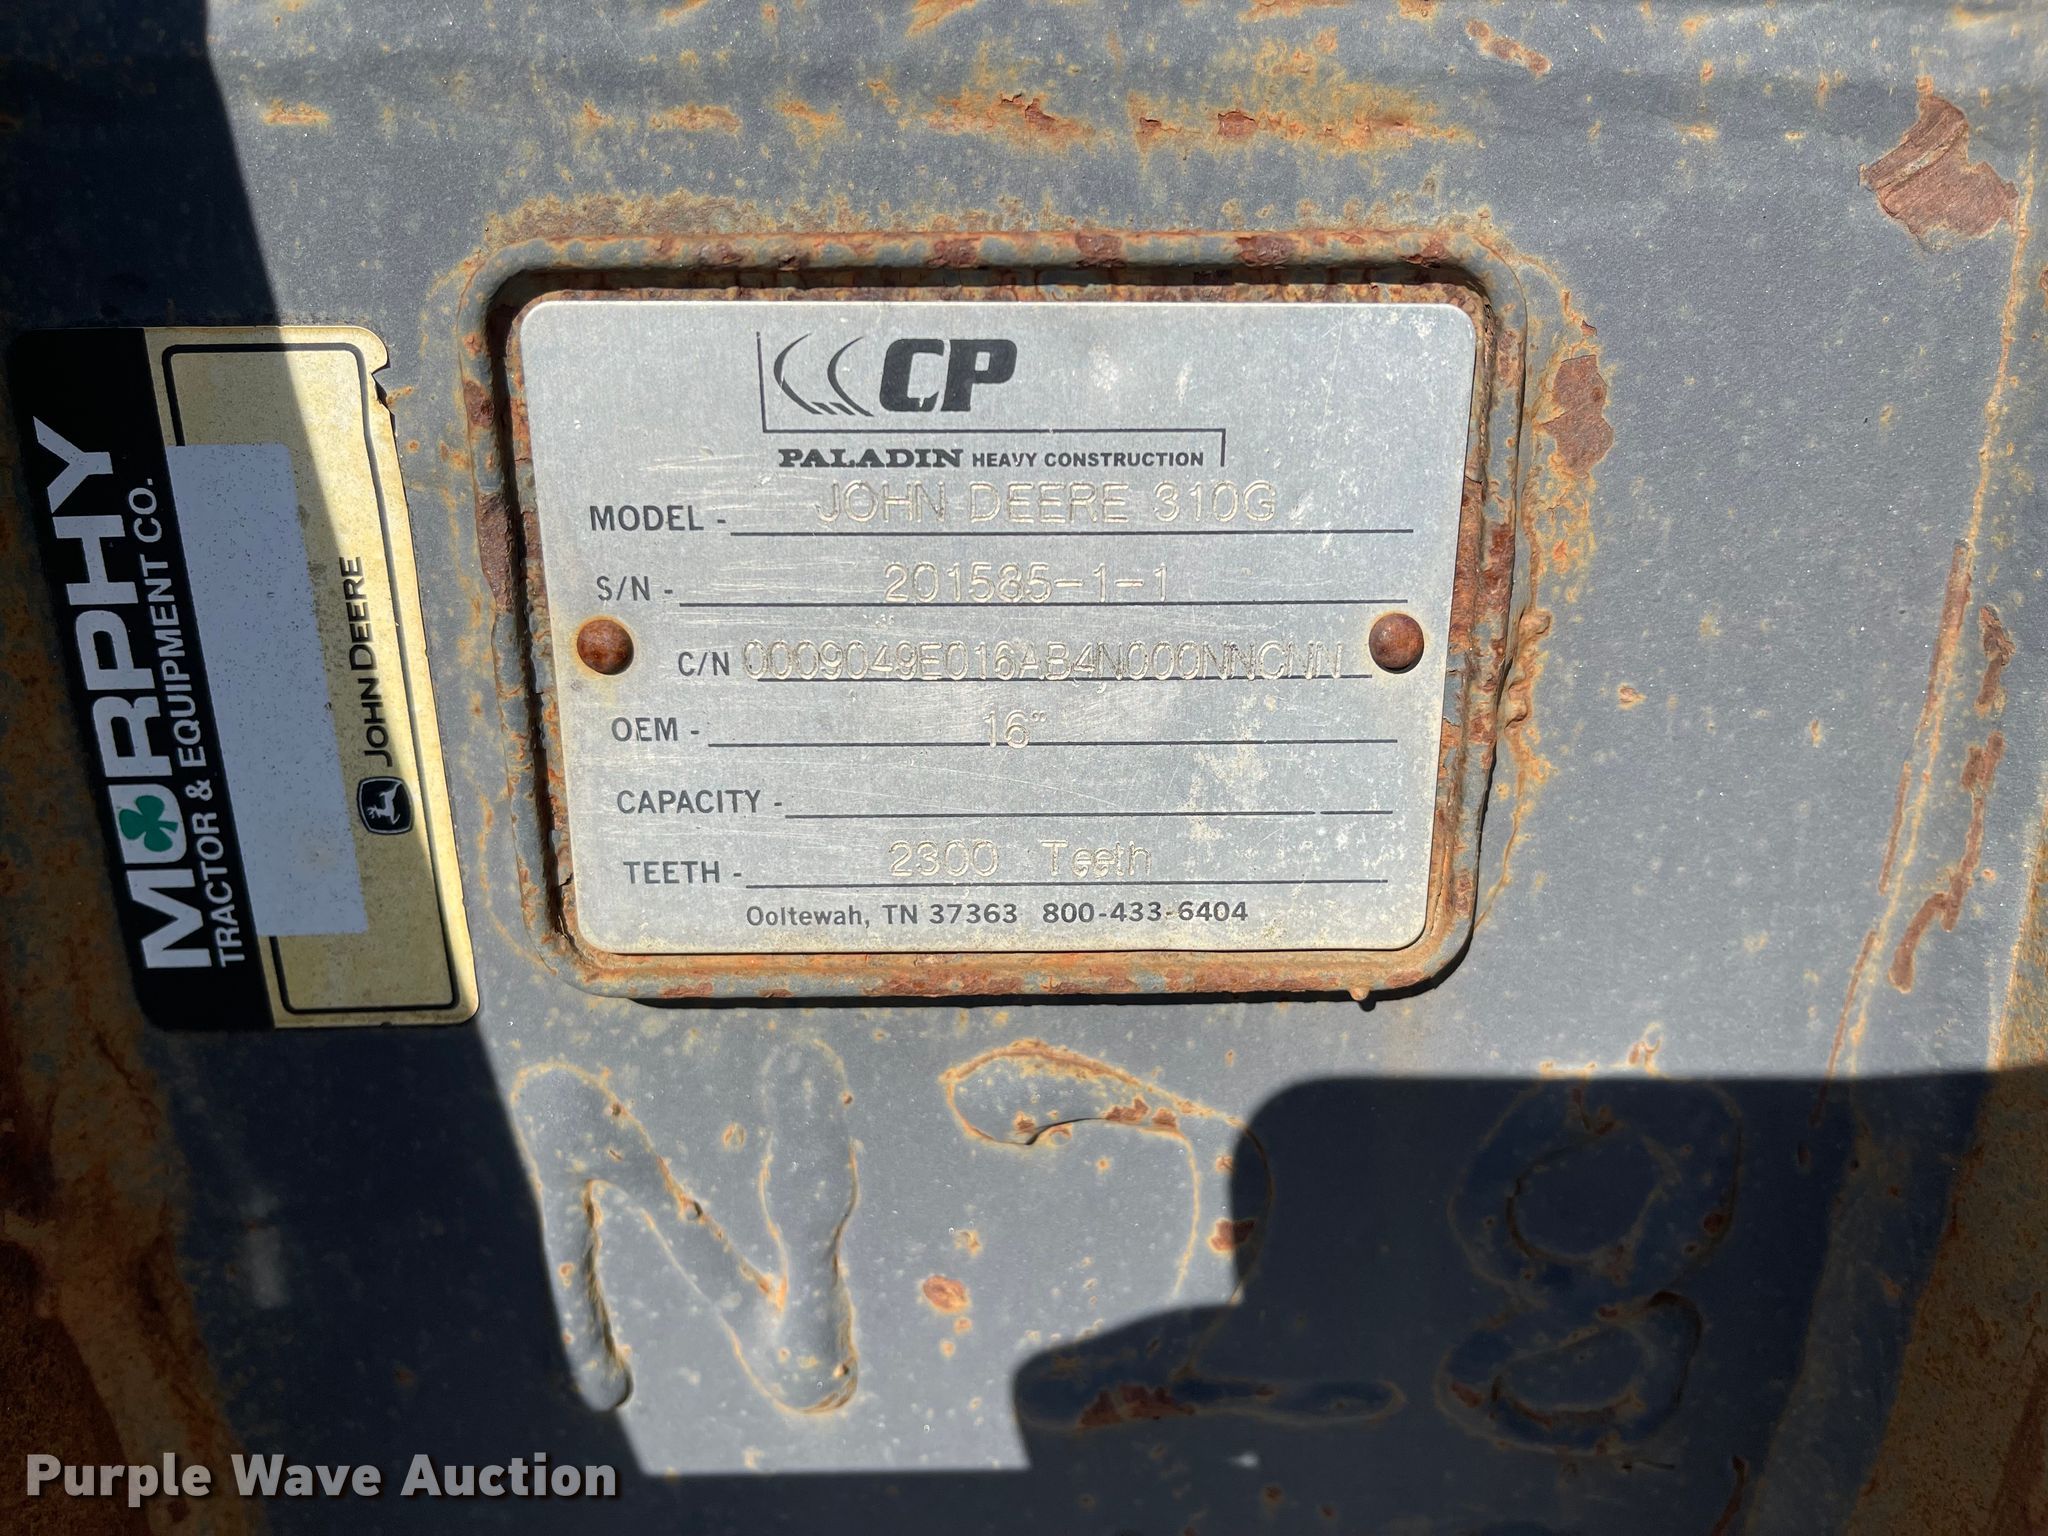 MURPHY
TRACTOR & EQUIPMENT CO.
JOHN DEERE
CP
PALADIN HEAVY CONSTRUCTION
MODEL - JOHN DEERE 310G
S/N - 201585-1-1
C/N 0009049E016AB4N000NNCNN
OEM - 16"
CAPACITY -
TEETH - 2300 Teeth
Ooltewah, TN 37363 800-433-6404
N28
Purple Wave Auction